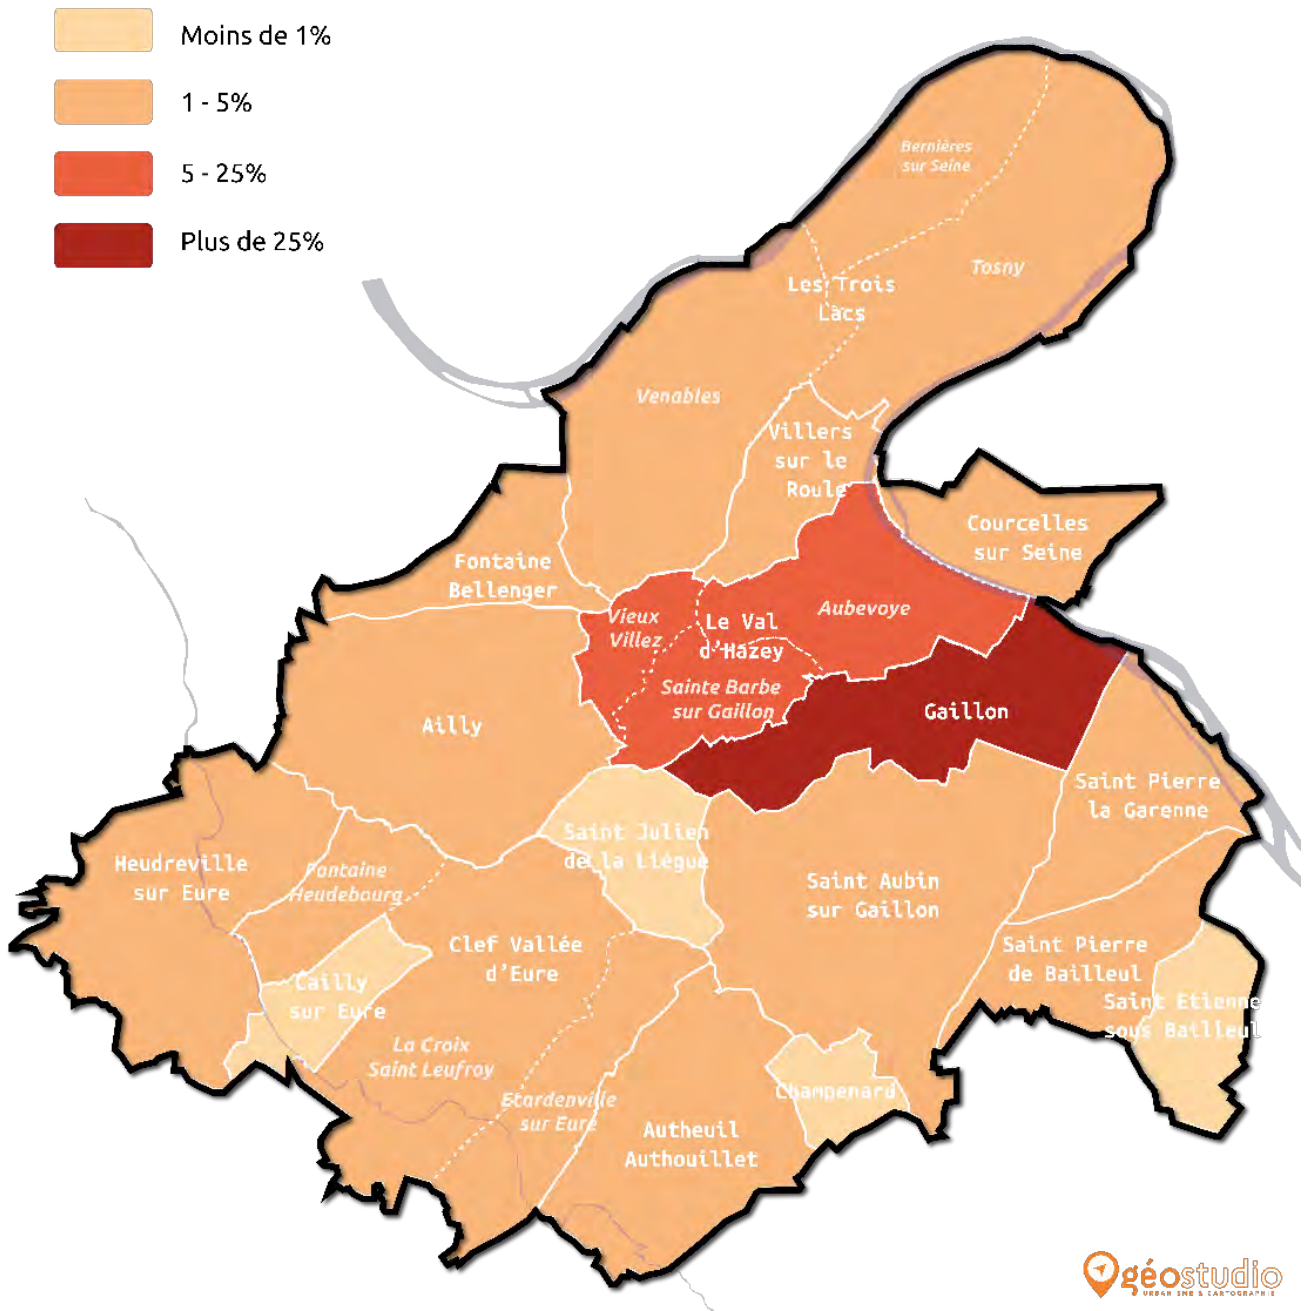 Moins de 1%
1 - 5%
5 - 25%
Plus de 25%
Bernières
sur Seine
Tosny
Les Trois
Lacs
Venables
Villers
sur le
Roule
Courcelles
sur Seine
Fontaine
Bellenger
Vieux
Villez
Le Val
d'Hazey
Aubevoye
Sainte Barbe
sur Gaillon
Gaillon
Ailly
Saint Pierre
la Garenne
Saint Julien
de la Liégue
Heudreville
sur Eure
Fontaine
Heudebourg
Saint Aubin
sur Gaillon
Clef Vallée
d'Eure
Saint Pierre
de Bailleul
Cailly
sur Eure
Saint Etienne
sous Bailleul
La Croix
Saint Leufroy
Champenard
Etardenville
sur Eure
Autheuil
Authouillet
géostudio
URBANISME & CARTOGRAPHIE